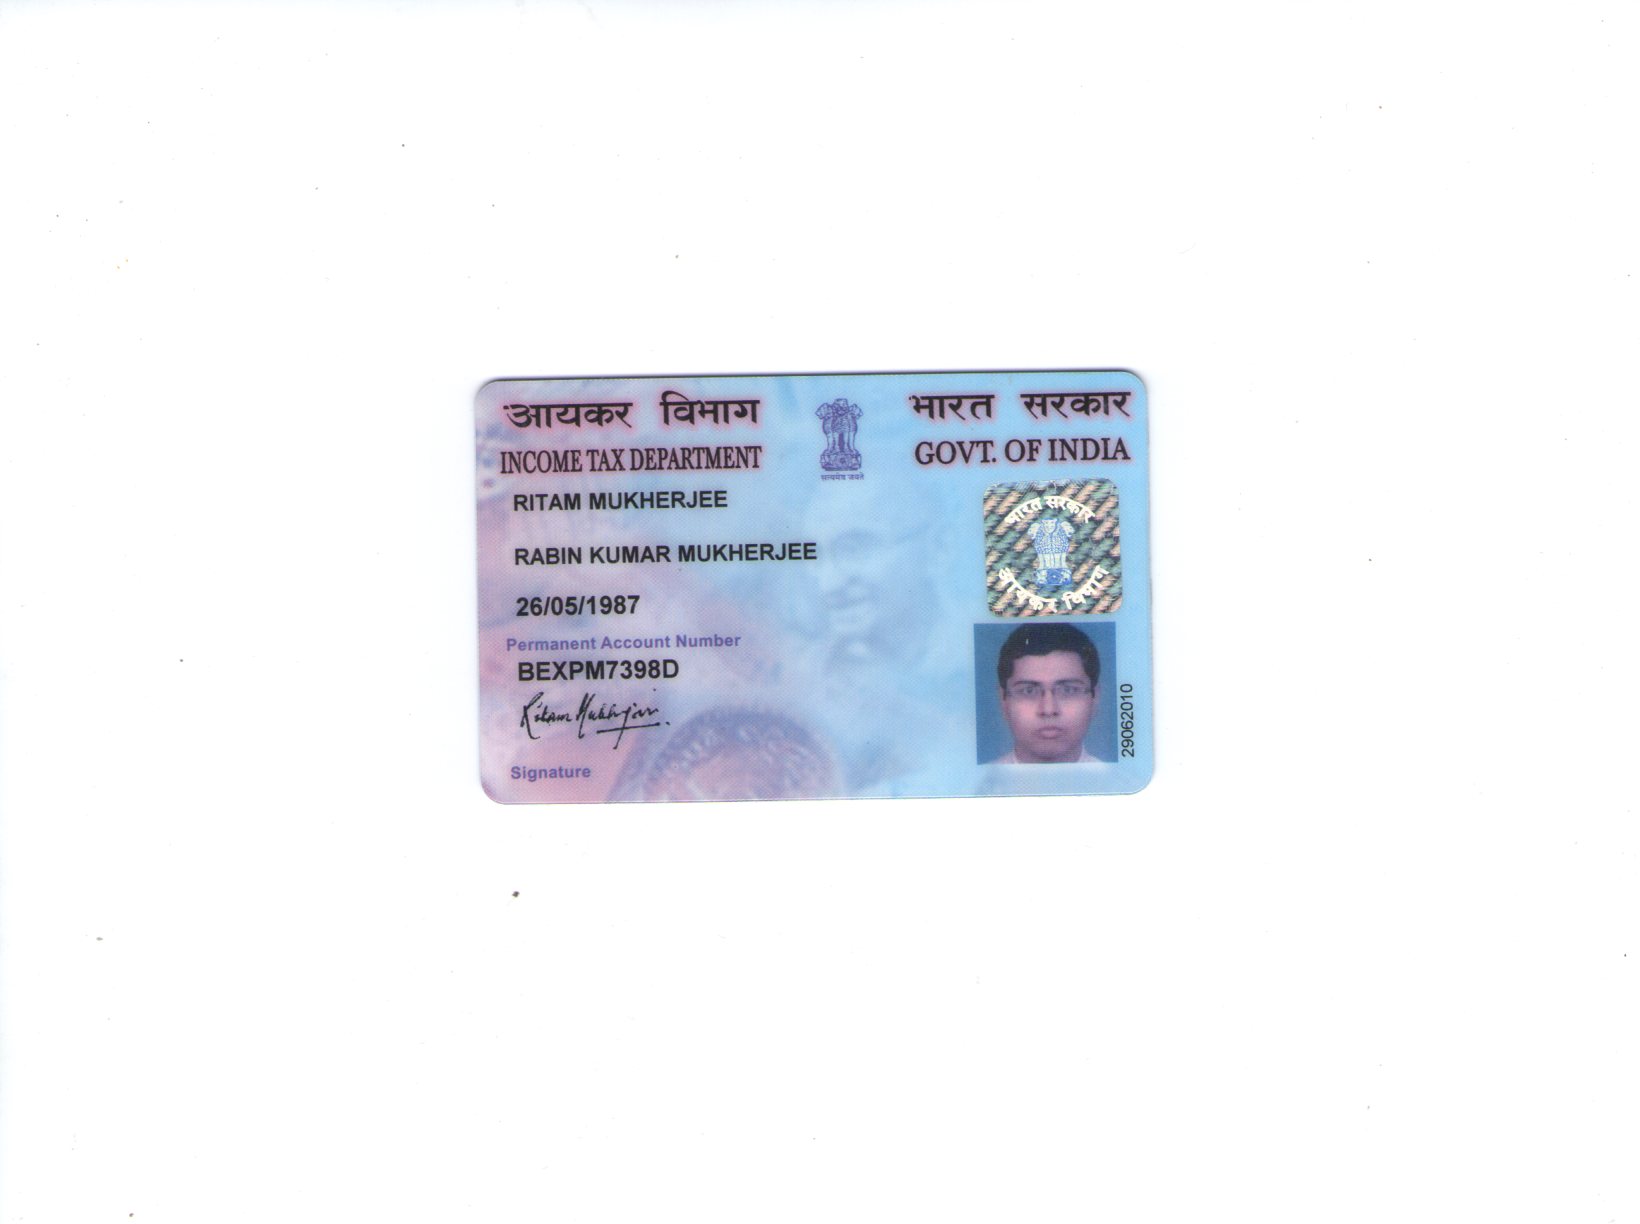 आयकर विभाग
INCOME TAX DEPARTMENT
सत्यमेव जयते
भारत सरकार
GOVT. OF INDIA
RITAM MUKHERJEE
RABIN KUMAR MUKHERJEE
26/05/1987
Permanent Account Number
BEXPM7398D
Ritam Mukherjee
Signature
भारत सरकार
आयकर विभाग
29062010